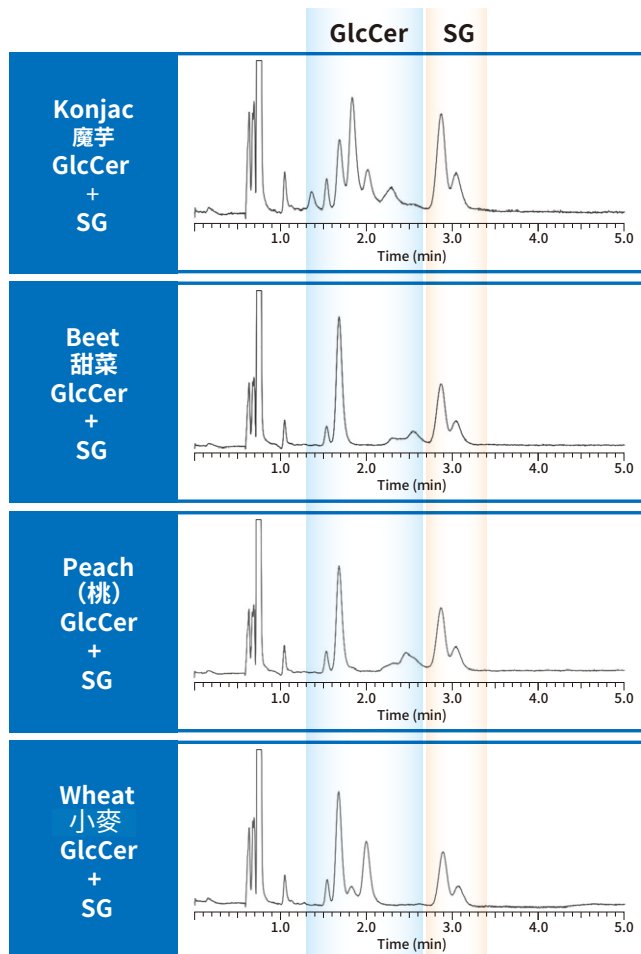 GlcCer SG
Konjac
魔芋
GlcCer
+
SG
1.0 2.0 3.0 4.0 5.0
Time (min)
Beet
甜菜
GlcCer
+
SG
1.0 2.0 3.0 4.0 5.0
Time (min)
Peach
（桃）
GlcCer
+
SG
1.0 2.0 3.0 4.0 5.0
Time (min)
Wheat
小麥
GlcCer
+
SG
1.0 2.0 3.0 4.0 5.0
Time (min)